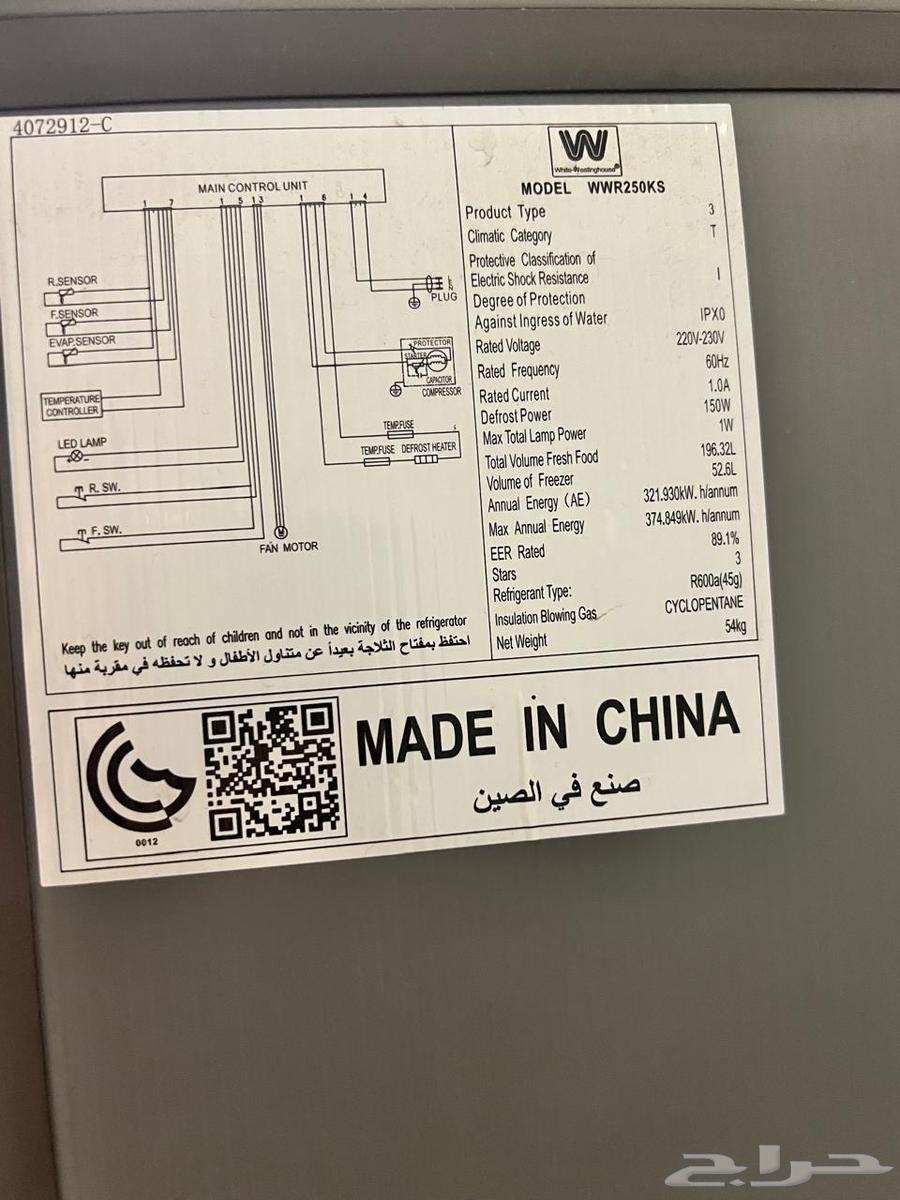 4072912-C
MAIN CONTROL UNIT
1 7 1 5 1 3 1 6 1 4
R.SENSOR
F.SENSOR
EVAP.SENSOR
TEMPERATURE
CONTROLLER
LED LAMP
R. SW.
F. SW.
FAN MOTOR
PLUG
PROTECTOR
STARTER
CAPACITOR
COMPRESSOR
TEMP.FUSE
TEMP.FUSE DEFROST HEATER
W
White-Westinghouse
MODEL WWR250KS
Product Type 3
Climatic Category T
Protective Classification of
Electric Shock Resistance I
Degree of Protection
Against Ingress of Water IPX0
Rated Voltage 220V-230V
Rated Frequency 60Hz
Rated Current 1.0A
Defrost Power 150W
Max Total Lamp Power 1W
Total Volume Fresh Food 196.32L
Volume of Freezer 52.6L
Annual Energy (AE) 321.930kW. h/annum
Max Annual Energy 374.849kW. h/annum
EER Rated 89.1%
Stars 3
Refrigerant Type: R600a(45g)
Insulation Blowing Gas CYCLOPENTANE
Net Weight 54kg
Keep the key out of reach of children and not in the vicinity of the refrigerator
احتفظ بمفتاح الثلاجة بعيداً عن متناول الأطفال و لا تحفظه في مقربة منها
0012
MADE IN CHINA
صنع في الصين
حراج